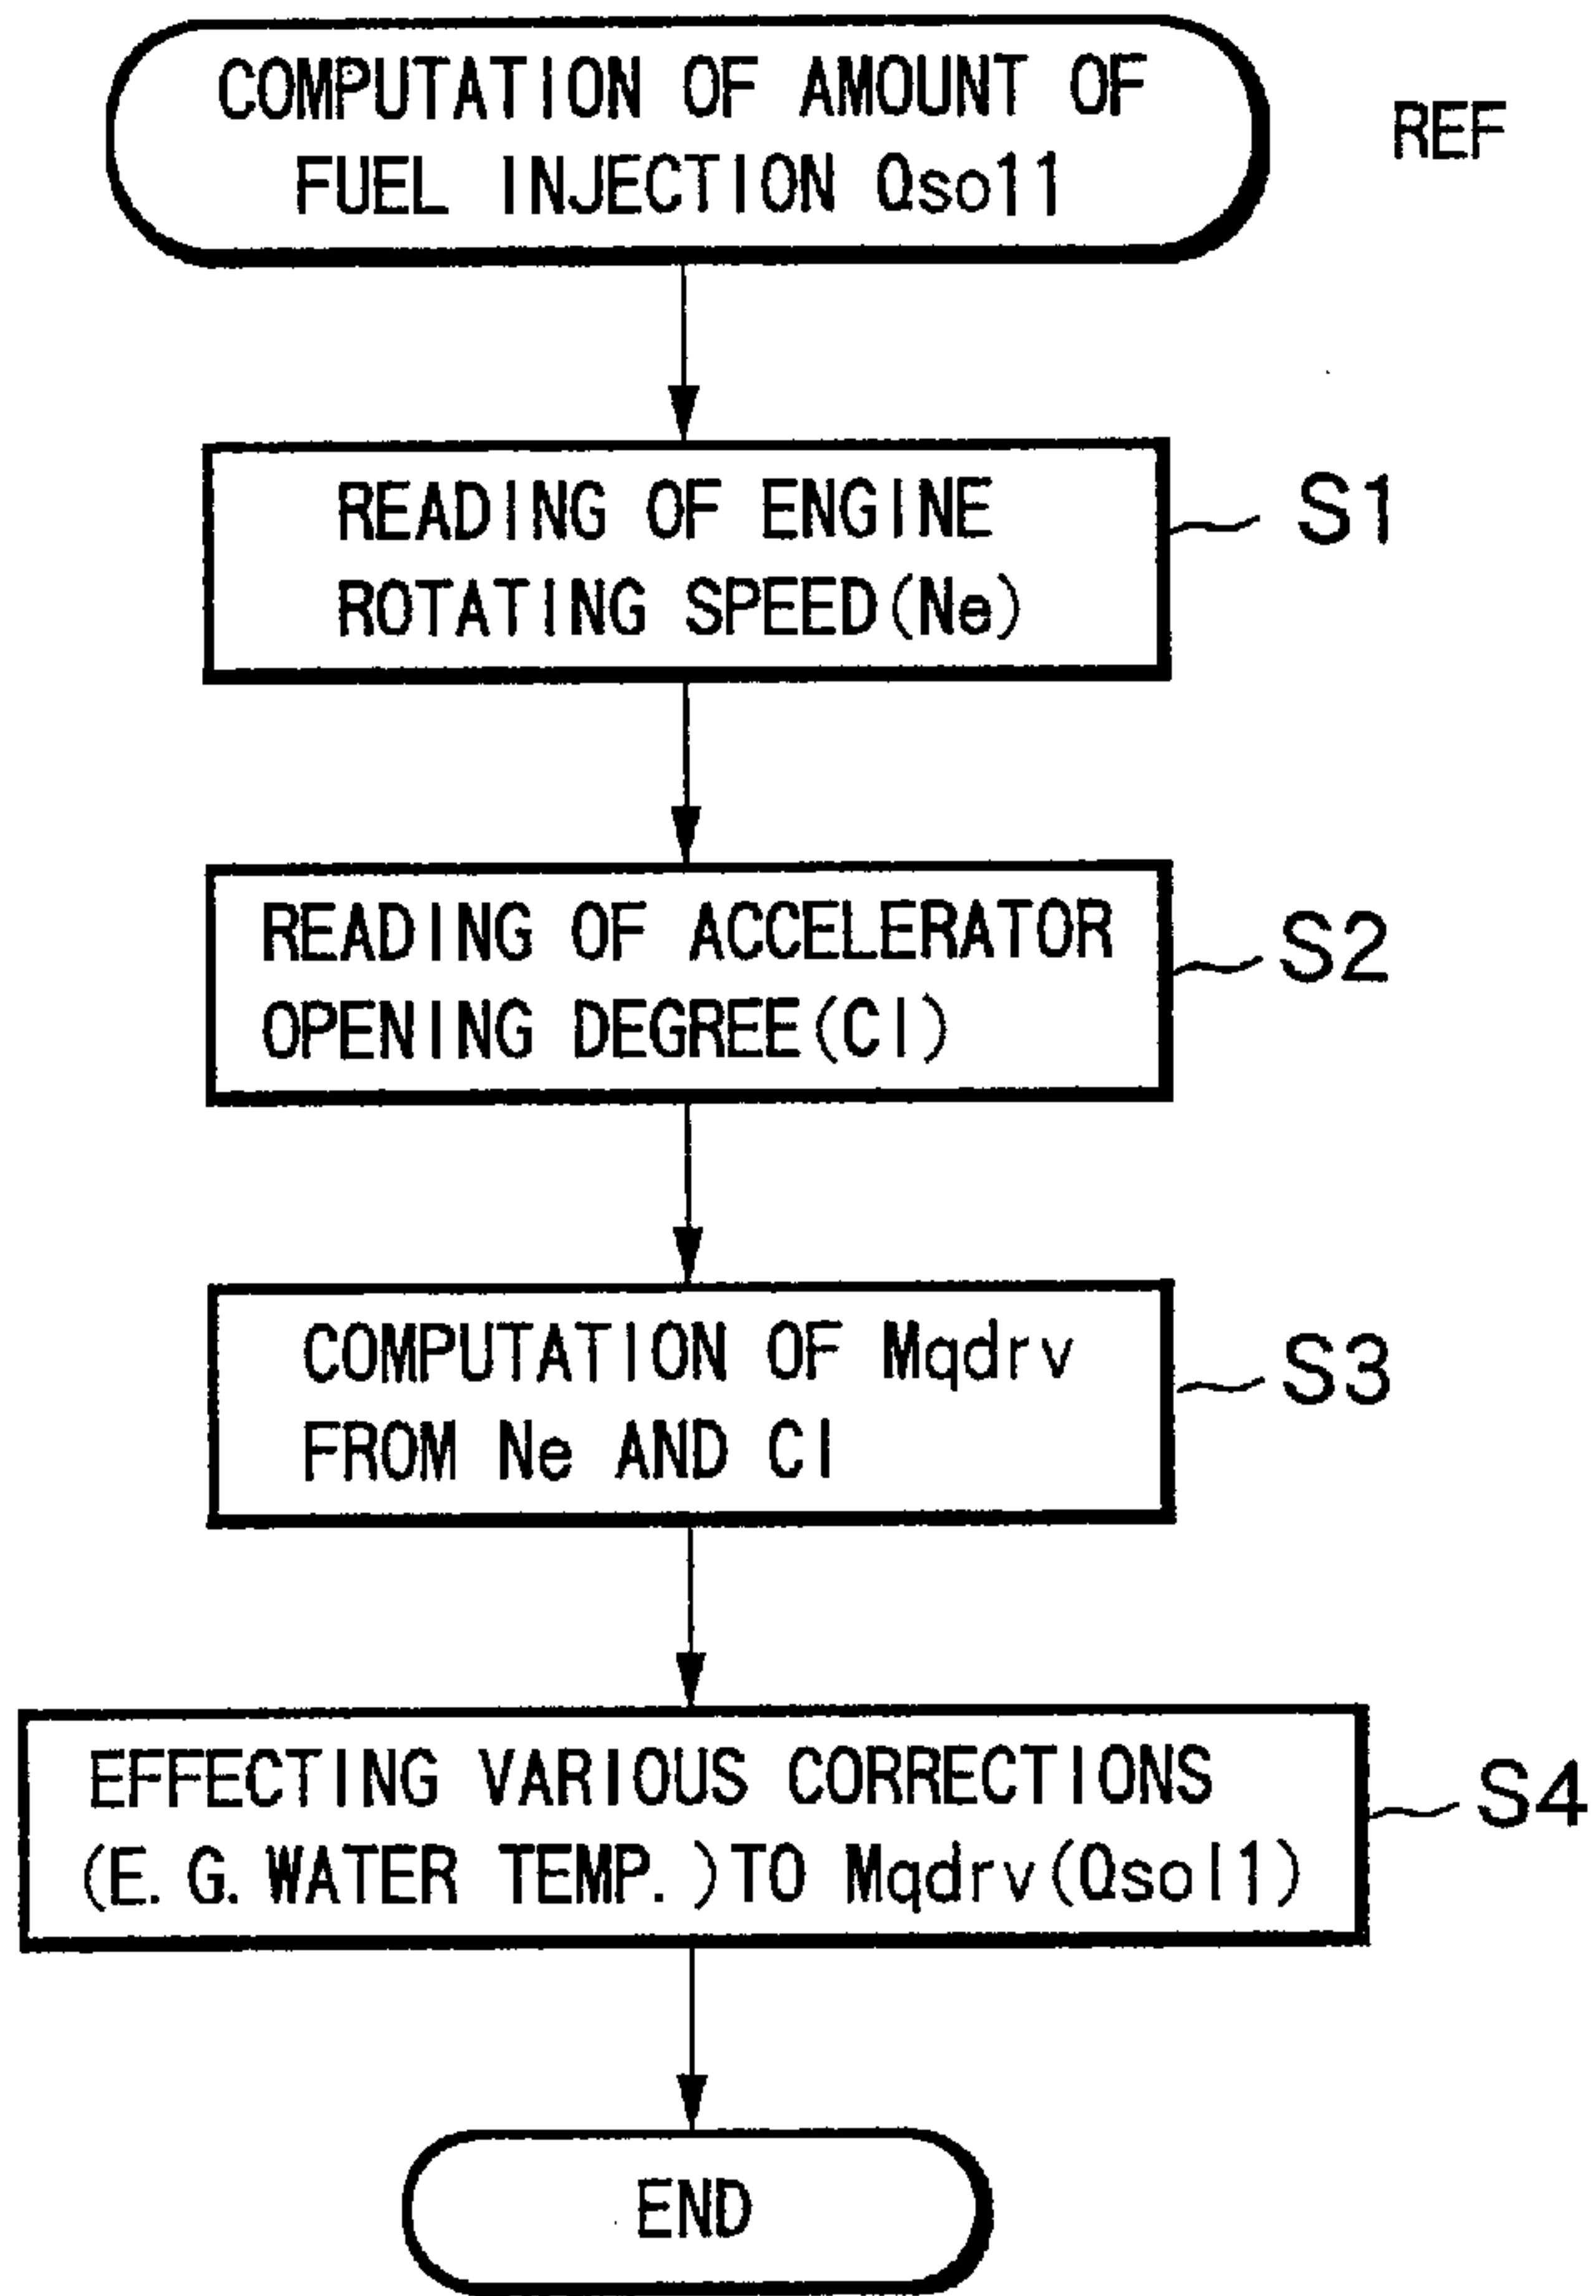 COMPUTATION OF AMOUNT OF
FUEL INJECTION Qsol1
REF
READING OF ENGINE
ROTATING SPEED(Ne)
S1
READING OF ACCELERATOR
OPENING DEGREE(Cl)
S2
COMPUTATION OF Mqdrv
FROM Ne AND Cl
S3
EFFECTING VARIOUS CORRECTIONS
(E.G.WATER TEMP.)TO Mqdrv(Qsol1)
S4
END